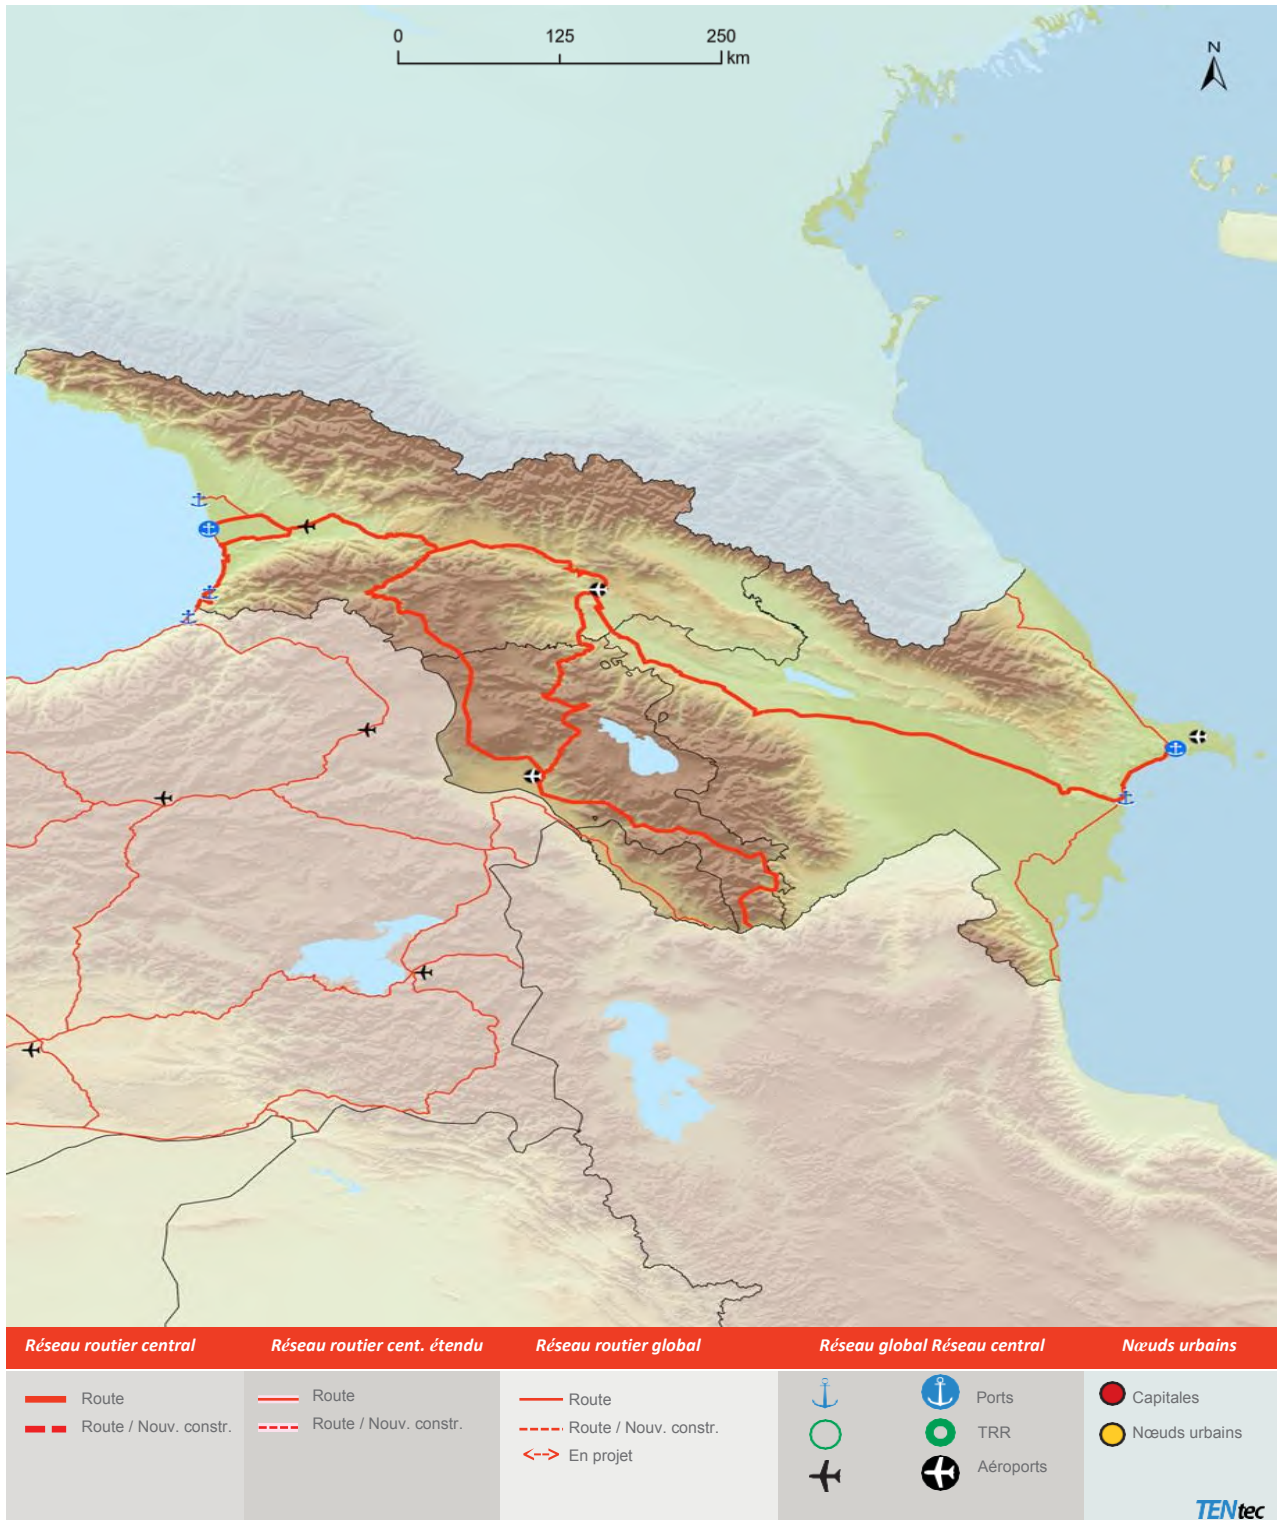 0 125 250
km
N
Réseau routier central
Route
Route / Nouv. constr.
Réseau routier cent. étendu
Route
Route / Nouv. constr.
Réseau routier global
Route
Route / Nouv. constr.
En projet
Réseau global Réseau central
Ports
TRR
Aéroports
Nœuds urbains
Capitales
Nœuds urbains
TENtec